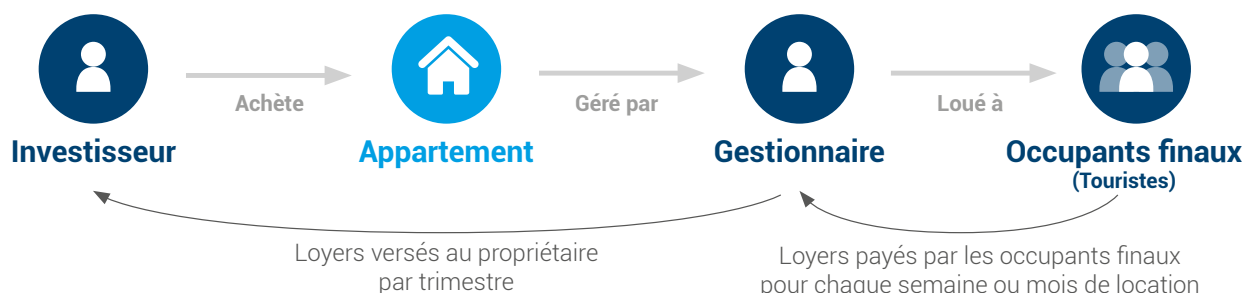 Achète
Géré par
Loué à
Investisseur
Appartement
Gestionnaire
Occupants finaux
(Touristes)
Loyers versés au propriétaire
par trimestre
Loyers payés par les occupants finaux
pour chaque semaine ou mois de location